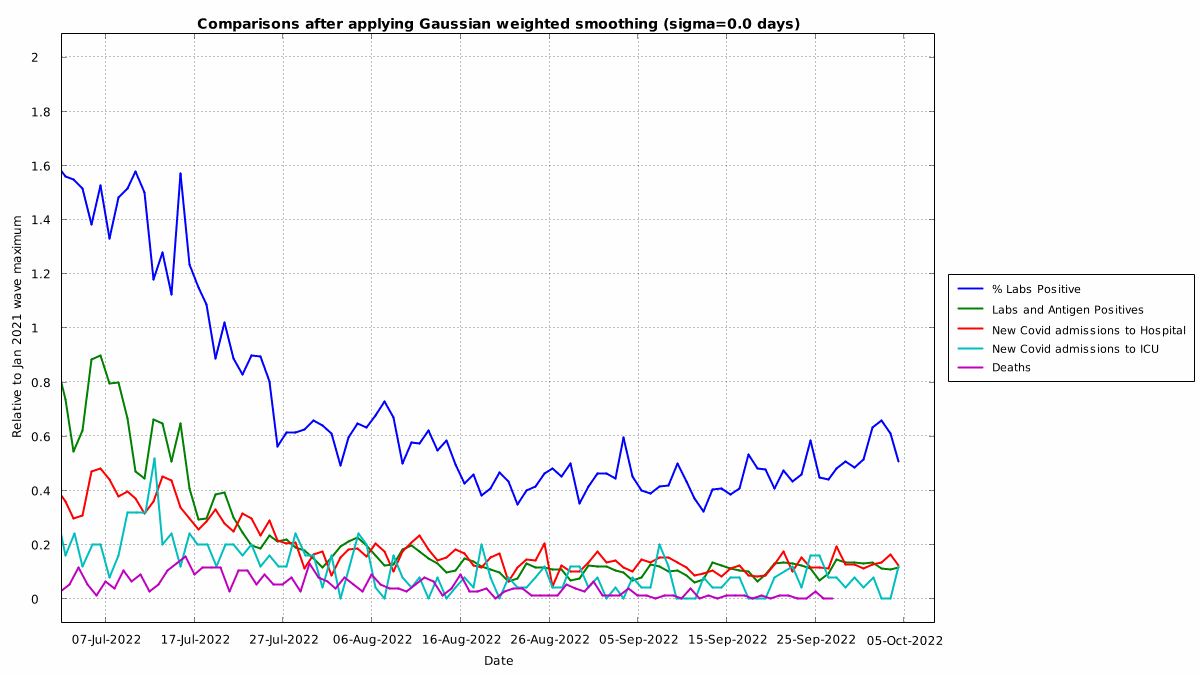 Comparisons after applying Gaussian weighted smoothing (sigma=0.0 days)
Relative to Jan 2021 wave maximum
2
1.8
1.6
1.4
1.2
1
0.8
0.6
0.4
0.2
0
07-Jul-2022 17-Jul-2022 27-Jul-2022 06-Aug-2022 16-Aug-2022 26-Aug-2022 05-Sep-2022 15-Sep-2022 25-Sep-2022 05-Oct-2022
Date
% Labs Positive
Labs and Antigen Positives
New Covid admissions to Hospital
New Covid admissions to ICU
Deaths